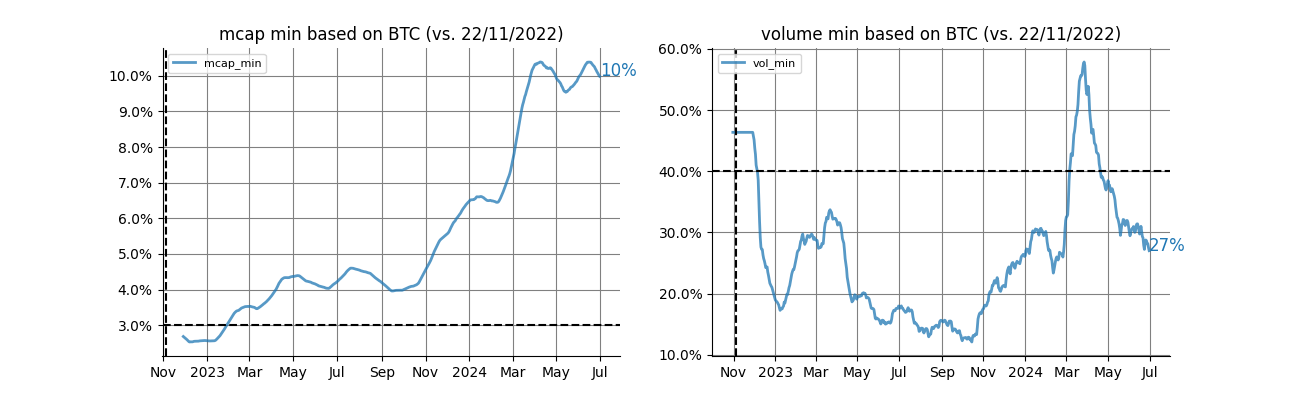 mcap min based on BTC (vs. 22/11/2022)
mcap_min
10.0%
9.0%
8.0%
7.0%
6.0%
5.0%
4.0%
3.0%
10%
Nov 2023 Mar May Jul Sep Nov 2024 Mar May Jul
volume min based on BTC (vs. 22/11/2022)
vol_min
60.0%
50.0%
40.0%
30.0%
20.0%
10.0%
27%
Nov 2023 Mar May Jul Sep Nov 2024 Mar May Jul